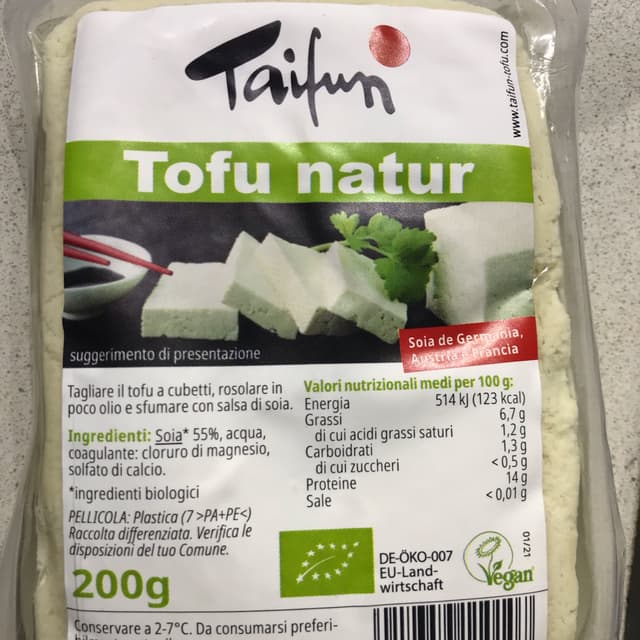 Taifun
www.taifun-tofu.com
Tofu natur
suggerimento di presentazione
Soia de Germania,
Austria e Francia
Tagliare il tofu a cubetti, rosolare in
poco olio e sfumare con salsa di soia.
Ingredienti: Soia* 55%, acqua,
coagulante: cloruro di magnesio,
solfato di calcio.
*ingredienti biologici
PELLICOLA: Plastica (7 >PA+PE<)
Raccolta differenziata. Verifica le
disposizioni del tuo Comune.
200g
Valori nutrizionali medi per 100 g:
Energia 514 kJ (123 kcal)
Grassi 6,7 g
di cui acidi grassi saturi 1,2 g
Carboidrati 1,3 g
di cui zuccheri < 0,5 g
Proteine 14 g
Sale < 0,01 g
DE-ÖKO-007
EU-Land-
wirtschaft
Vegan
01/21
Conservare a 2-7°C. Da consumarsi preferi-